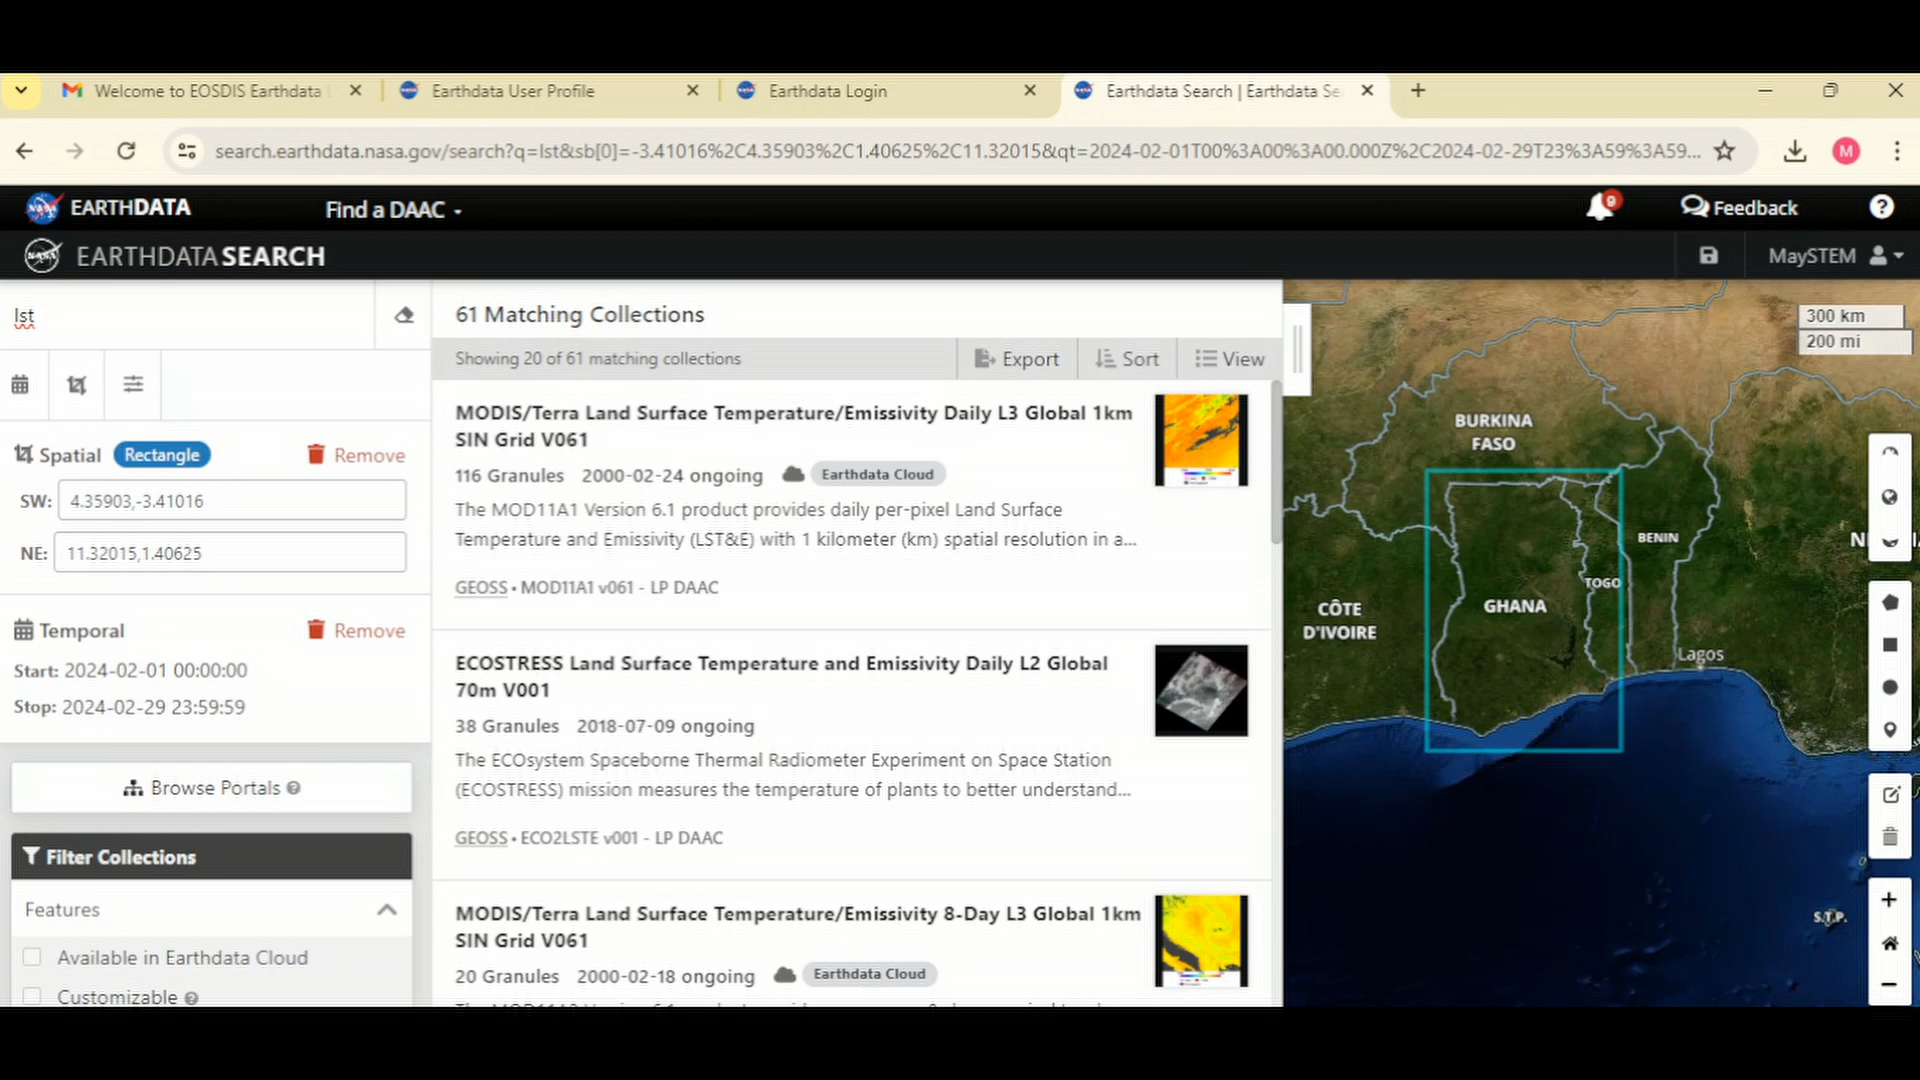 Welcome to EOSDIS Earthdata
Earthdata User Profile
Earthdata Login
Earthdata Search | Earthdata Se
search.earthdata.nasa.gov/search?q=lst&sb[0]=-3.41016%2C4.35903%2C1.40625%2C11.32015&qt=2024-02-01T00%3A00%3A00.000Z%2C2024-02-29T23%3A59%3A59...
M
EARTHDATA
Find a DAAC
9
Feedback
?
NASA
EARTHDATA SEARCH
MaySTEM
lst
61 Matching Collections
Showing 20 of 61 matching collections
Export
Sort
View
Spatial
Rectangle
Remove
SW: 4.35903,-3.41016
NE: 11.32015,1.40625
Temporal
Remove
Start: 2024-02-01 00:00:00
Stop: 2024-02-29 23:59:59
Browse Portals
Filter Collections
Features
Available in Earthdata Cloud
Customizable
MODIS/Terra Land Surface Temperature/Emissivity Daily L3 Global 1km
SIN Grid V061
116 Granules 2000-02-24 ongoing Earthdata Cloud
The MOD11A1 Version 6.1 product provides daily per-pixel Land Surface
Temperature and Emissivity (LST&E) with 1 kilometer (km) spatial resolution in a...
GEOSS • MOD11A1 v061 - LP DAAC
ECOSTRESS Land Surface Temperature and Emissivity Daily L2 Global
70m V001
38 Granules 2018-07-09 ongoing
The ECOsystem Spaceborne Thermal Radiometer Experiment on Space Station
(ECOSTRESS) mission measures the temperature of plants to better understand...
GEOSS • ECO2LSTE v001 - LP DAAC
MODIS/Terra Land Surface Temperature/Emissivity 8-Day L3 Global 1km
SIN Grid V061
20 Granules 2000-02-18 ongoing Earthdata Cloud
300 km
200 mi
BURKINA
FASO
BENIN
TOGO
GHANA
CÔTE
D'IVOIRE
Lagos
S.T.P.